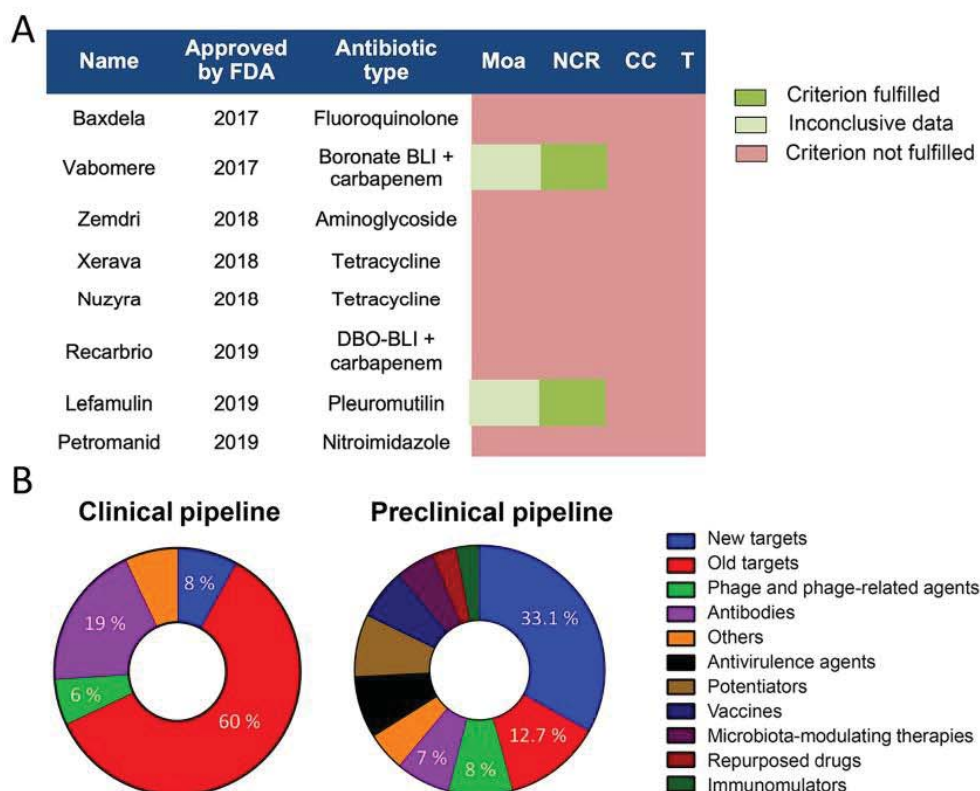 A
Name
Approved by FDA
Antibiotic type
Moa
NCR
CC
T
Baxdela
2017
Fluoroquinolone
Vabomere
2017
Boronate BLI +
carbapenem
Zemdri
2018
Aminoglycoside
Xerava
2018
Tetracycline
Nuzyra
2018
Tetracycline
Recarbrio
2019
DBO-BLI +
carbapenem
Lefamulin
2019
Pleuromutilin
Petromanid
2019
Nitroimidazole
Criterion fulfilled
Inconclusive data
Criterion not fulfilled
B
Clinical pipeline
8 %
19 %
6 %
60 %
Preclinical pipeline
33.1 %
12.7 %
7 %
8 %
New targets
Old targets
Phage and phage-related agents
Antibodies
Others
Antivirulence agents
Potentiators
Vaccines
Microbiota-modulating therapies
Repurposed drugs
Immunomulators